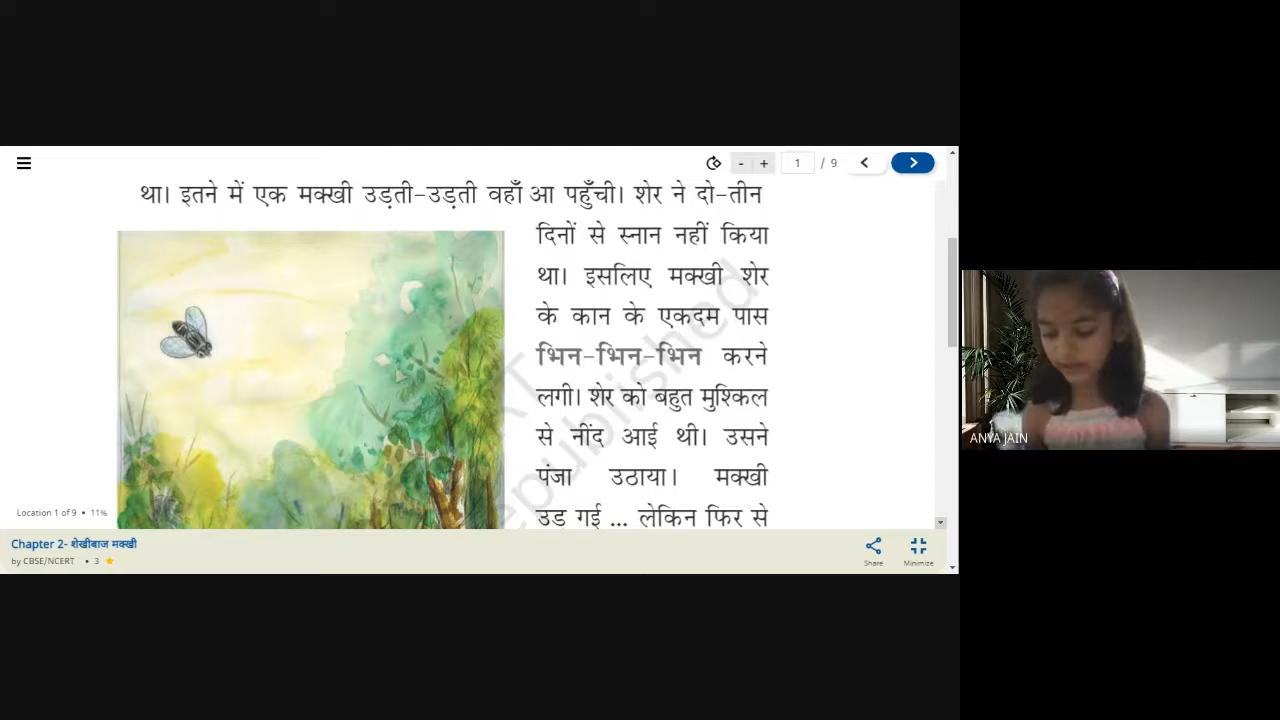 1 / 9
था। इतने में एक मक्खी उड़ती-उड़ती वहाँ आ पहुँची। शेर ने दो-तीन
दिनों से स्नान नहीं किया
था। इसलिए मक्खी शेर
के कान के एकदम पास
भिन-भिन-भिन करने
लगी। शेर को बहुत मुश्किल
से नींद आई थी। उसने
पंजा उठाया। मक्खी
उड गई ... लेकिन फिर से
republished
Location 1 of 9 • 11%
Chapter 2- शेखीबाज मक्खी
by CBSE/NCERT • 3
Share
Minimize
ANYA JAIN